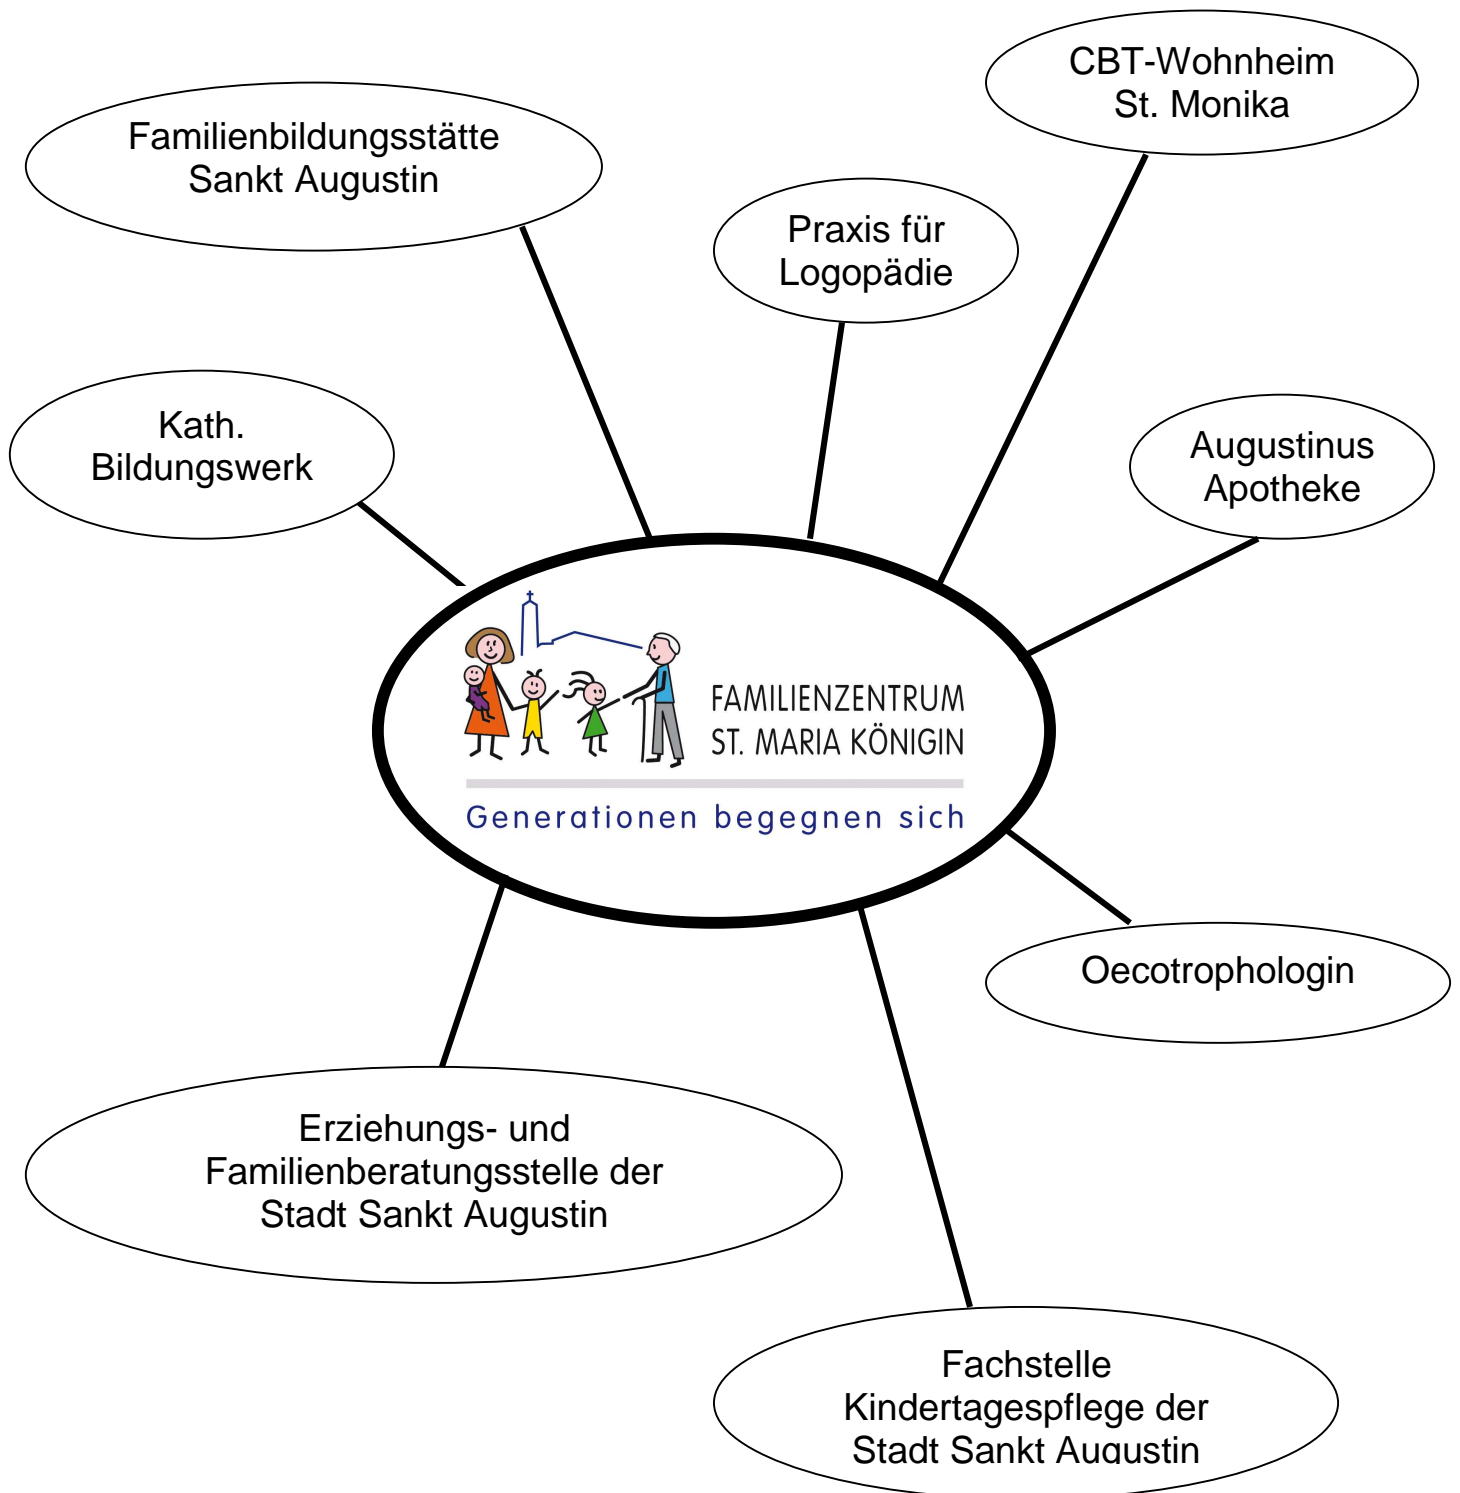 CBT-Wohnheim
St. Monika
Familienbildungsstätte
Sankt Augustin
Praxis für
Logopädie
Kath.
Bildungswerk
Augustinus
Apotheke
FAMILIENZENTRUM
ST. MARIA KÖNIGIN
Generationen begegnen sich
Oecotrophologin
Erziehungs- und
Familienberatungsstelle der
Stadt Sankt Augustin
Fachstelle
Kindertagespflege der
Stadt Sankt Augustin